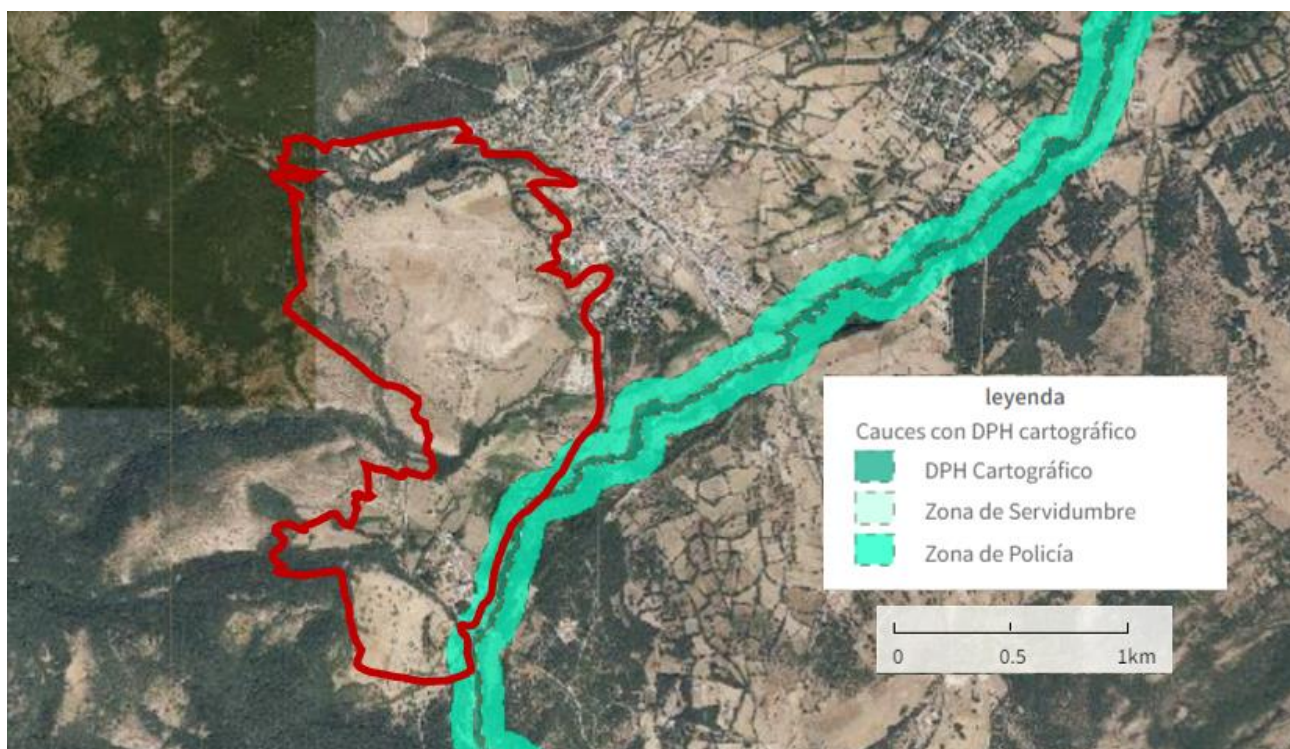 leyenda
Cauces con DPH cartográfico
DPH Cartográfico
Zona de Servidumbre
Zona de Policía
0 0.5 1km